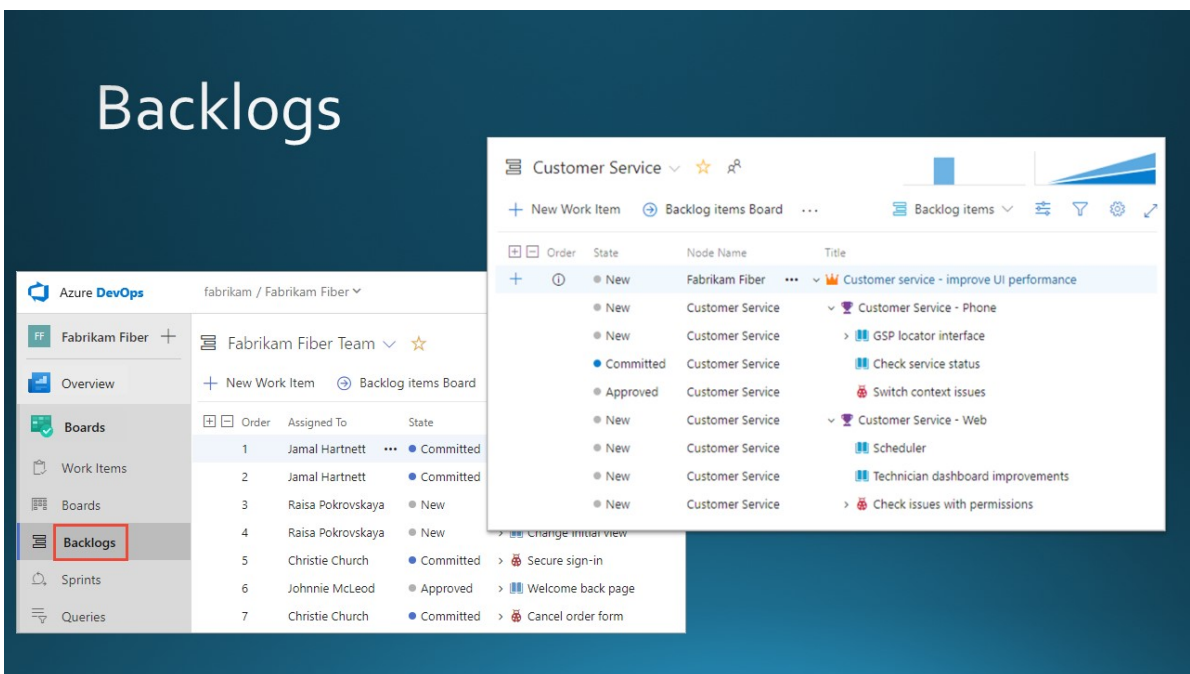 Backlogs
Customer Service
New Work Item Backlog items Board ... Backlog items
Order State Node Name Title
New Fabrikam Fiber ... Customer service - improve UI performance
New Customer Service Customer Service - Phone
New Customer Service GSP locator interface
Committed Customer Service Check service status
Approved Customer Service Switch context issues
New Customer Service Customer Service - Web
New Customer Service Scheduler
New Customer Service Technician dashboard improvements
New Customer Service Check issues with permissions
Azure DevOps
fabrikam / Fabrikam Fiber
FF Fabrikam Fiber
Overview
Boards
Work Items
Boards
Backlogs
Sprints
Queries
Fabrikam Fiber Team
New Work Item Backlog items Board
Order Assigned To State
1 Jamal Hartnett ... Committed
2 Jamal Hartnett Committed
3 Raisa Pokrovskaya New
4 Raisa Pokrovskaya New Change initial view
5 Christie Church Committed Secure sign-in
6 Johnnie McLeod Approved Welcome back page
7 Christie Church Committed Cancel order form